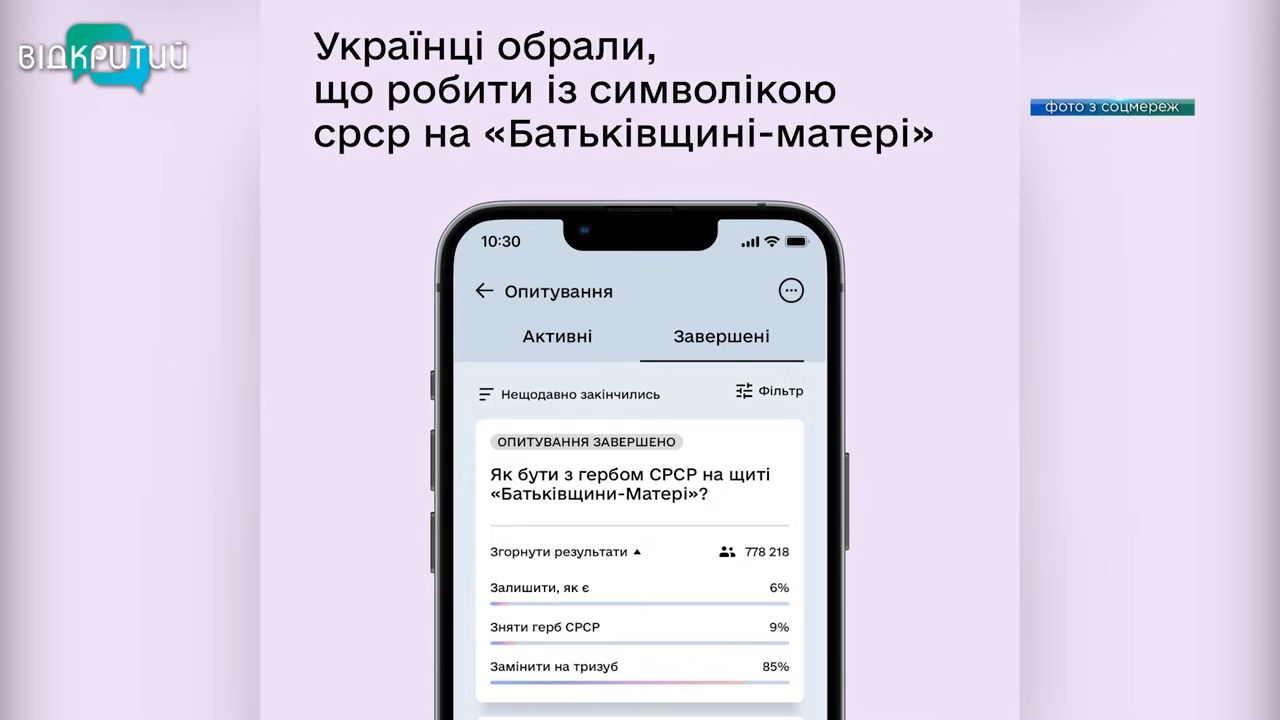 ВІДКРИТИЙ
Українці обрали,
що робити із символікою
срср на «Батьківщині-матері»
фото з соцмереж
10:30
Опитування
Активні
Завершені
Нещодавно закінчились
Фільтр
ОПИТУВАННЯ ЗАВЕРШЕНО
Як бути з гербом СРСР на щиті
«Батьківщини-Матері»?
Згорнути результати
778 218
Залишити, як є 6%
Зняти герб СРСР 9%
Замінити на тризуб 85%